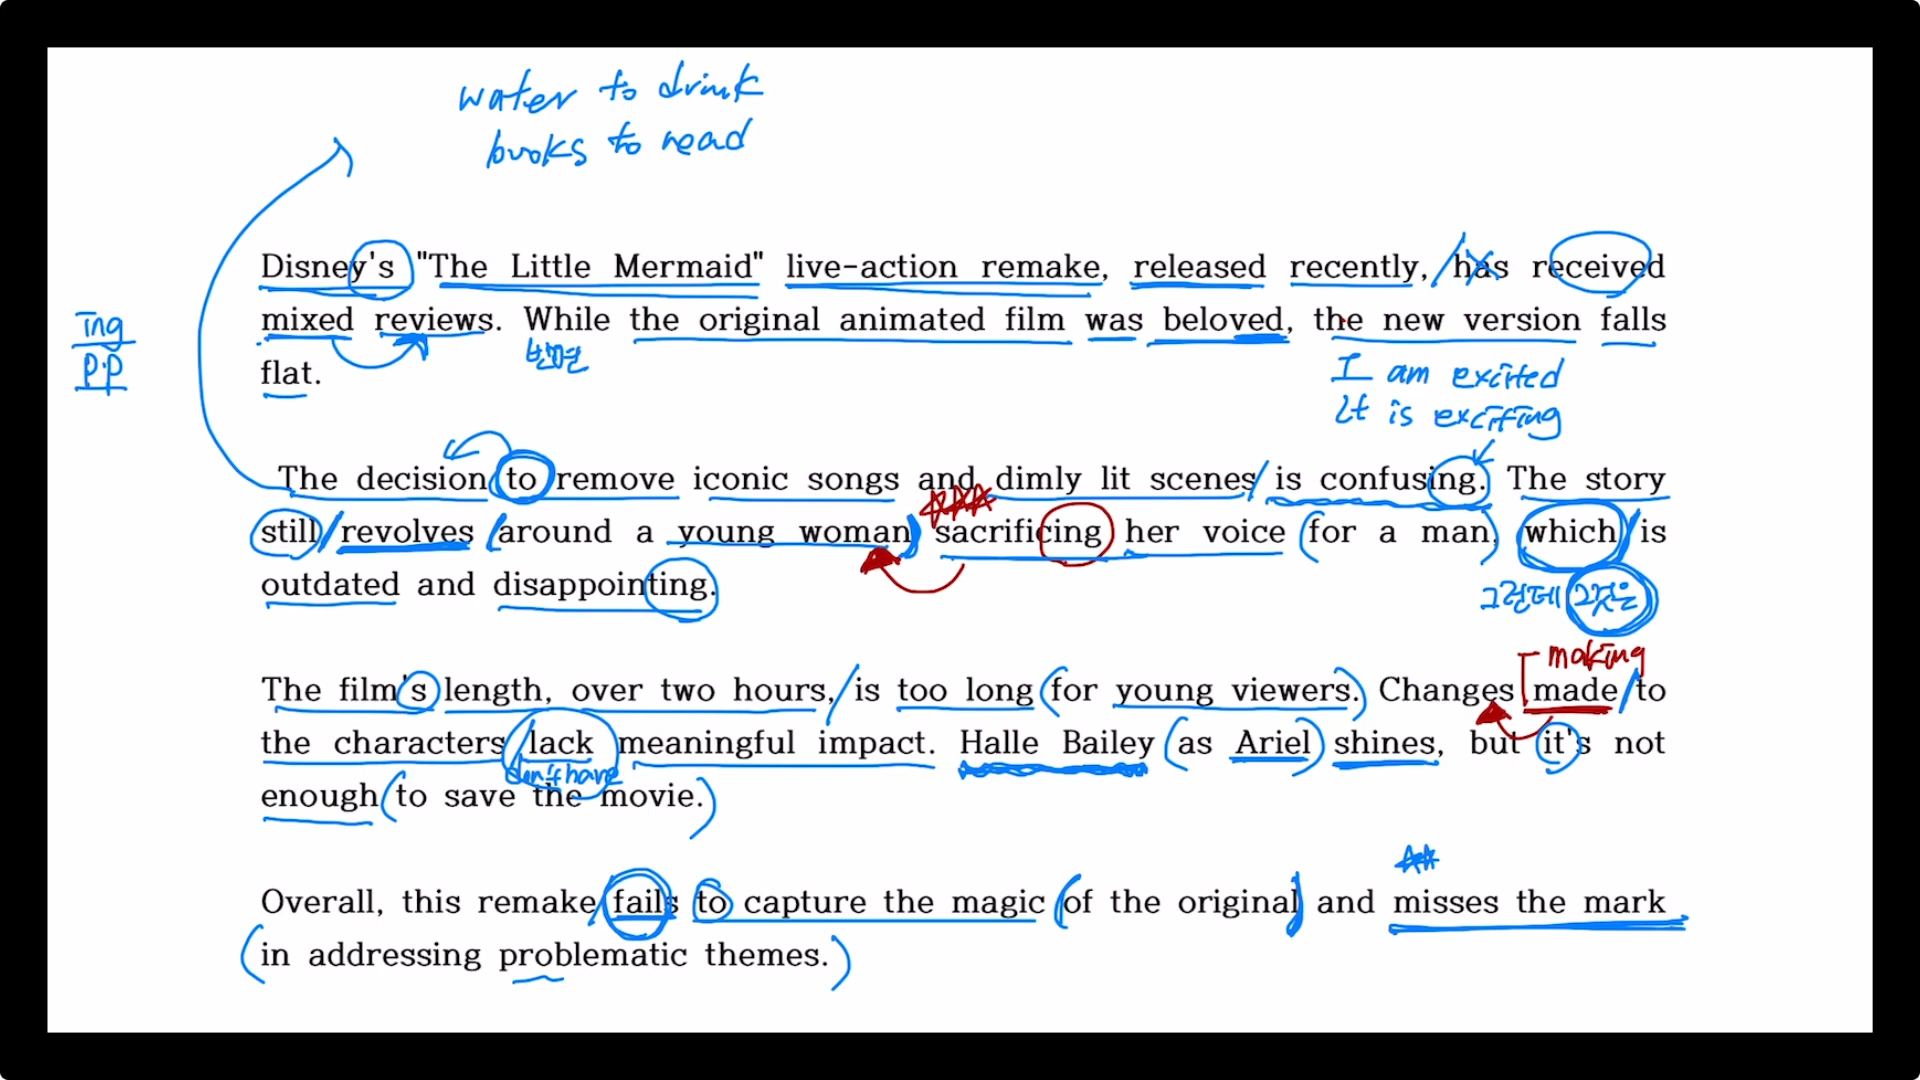 water to drink
books to read
Disney's "The Little Mermaid" live-action remake, released recently, has received
ing
mixed reviews. While the original animated film was beloved, the new version falls
반면
p.p
flat.
I am excited
It is exciting
The decision to remove iconic songs and dimly lit scenes is confusing. The story
still revolves around a young woman sacrificing her voice for a man, which is
outdated and disappointing.
그런데 그것은
making
The film's length, over two hours, is too long for young viewers. Changes made to
the characters lack meaningful impact. Halle Bailey as Ariel shines, but it's not
don't have
enough to save the movie.
Overall, this remake fails to capture the magic of the original and misses the mark
in addressing problematic themes.